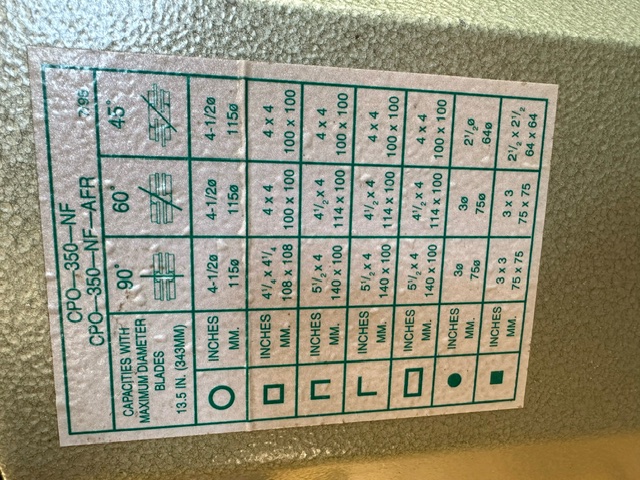 CPO—350—NF
CPO—350—NF—AFR
7/96
CAPACITIES WITH
MAXIMUM DIAMETER
BLADES
13.5 IN. (343MM)
90° 60° 45°
INCHES 4-1/2ø 4-1/2ø 4-1/2ø
MM. 115ø 115ø 115ø
INCHES 4¹/₄ x 4¹/₄ 4 x 4 4 x 4
MM. 108 x 108 100 x 100 100 x 100
INCHES 5¹/₂ x 4 4¹/₂ x 4 4 x 4
MM. 140 x 100 114 x 100 100 x 100
INCHES 5¹/₂ x 4 4¹/₂ x 4 4 x 4
MM. 140 x 100 114 x 100 100 x 100
INCHES 5¹/₂ x 4 4¹/₂ x 4 4 x 4
MM. 140 x 100 114 x 100 100 x 100
INCHES 3ø 3ø 2¹/₂ø
MM. 75ø 75ø 64ø
INCHES 3 x 3 3 x 3 2¹/₂ x 2¹/₂
MM. 75 x 75 75 x 75 64 x 64